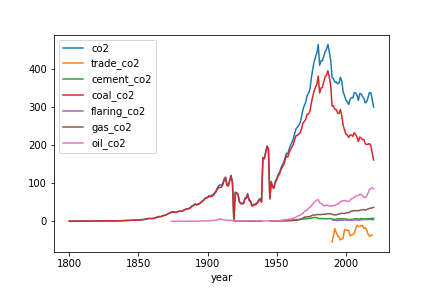 co2
trade_co2
cement_co2
coal_co2
flaring_co2
gas_co2
oil_co2
400
300
200
100
0
1800 1850 1900 1950 2000
year